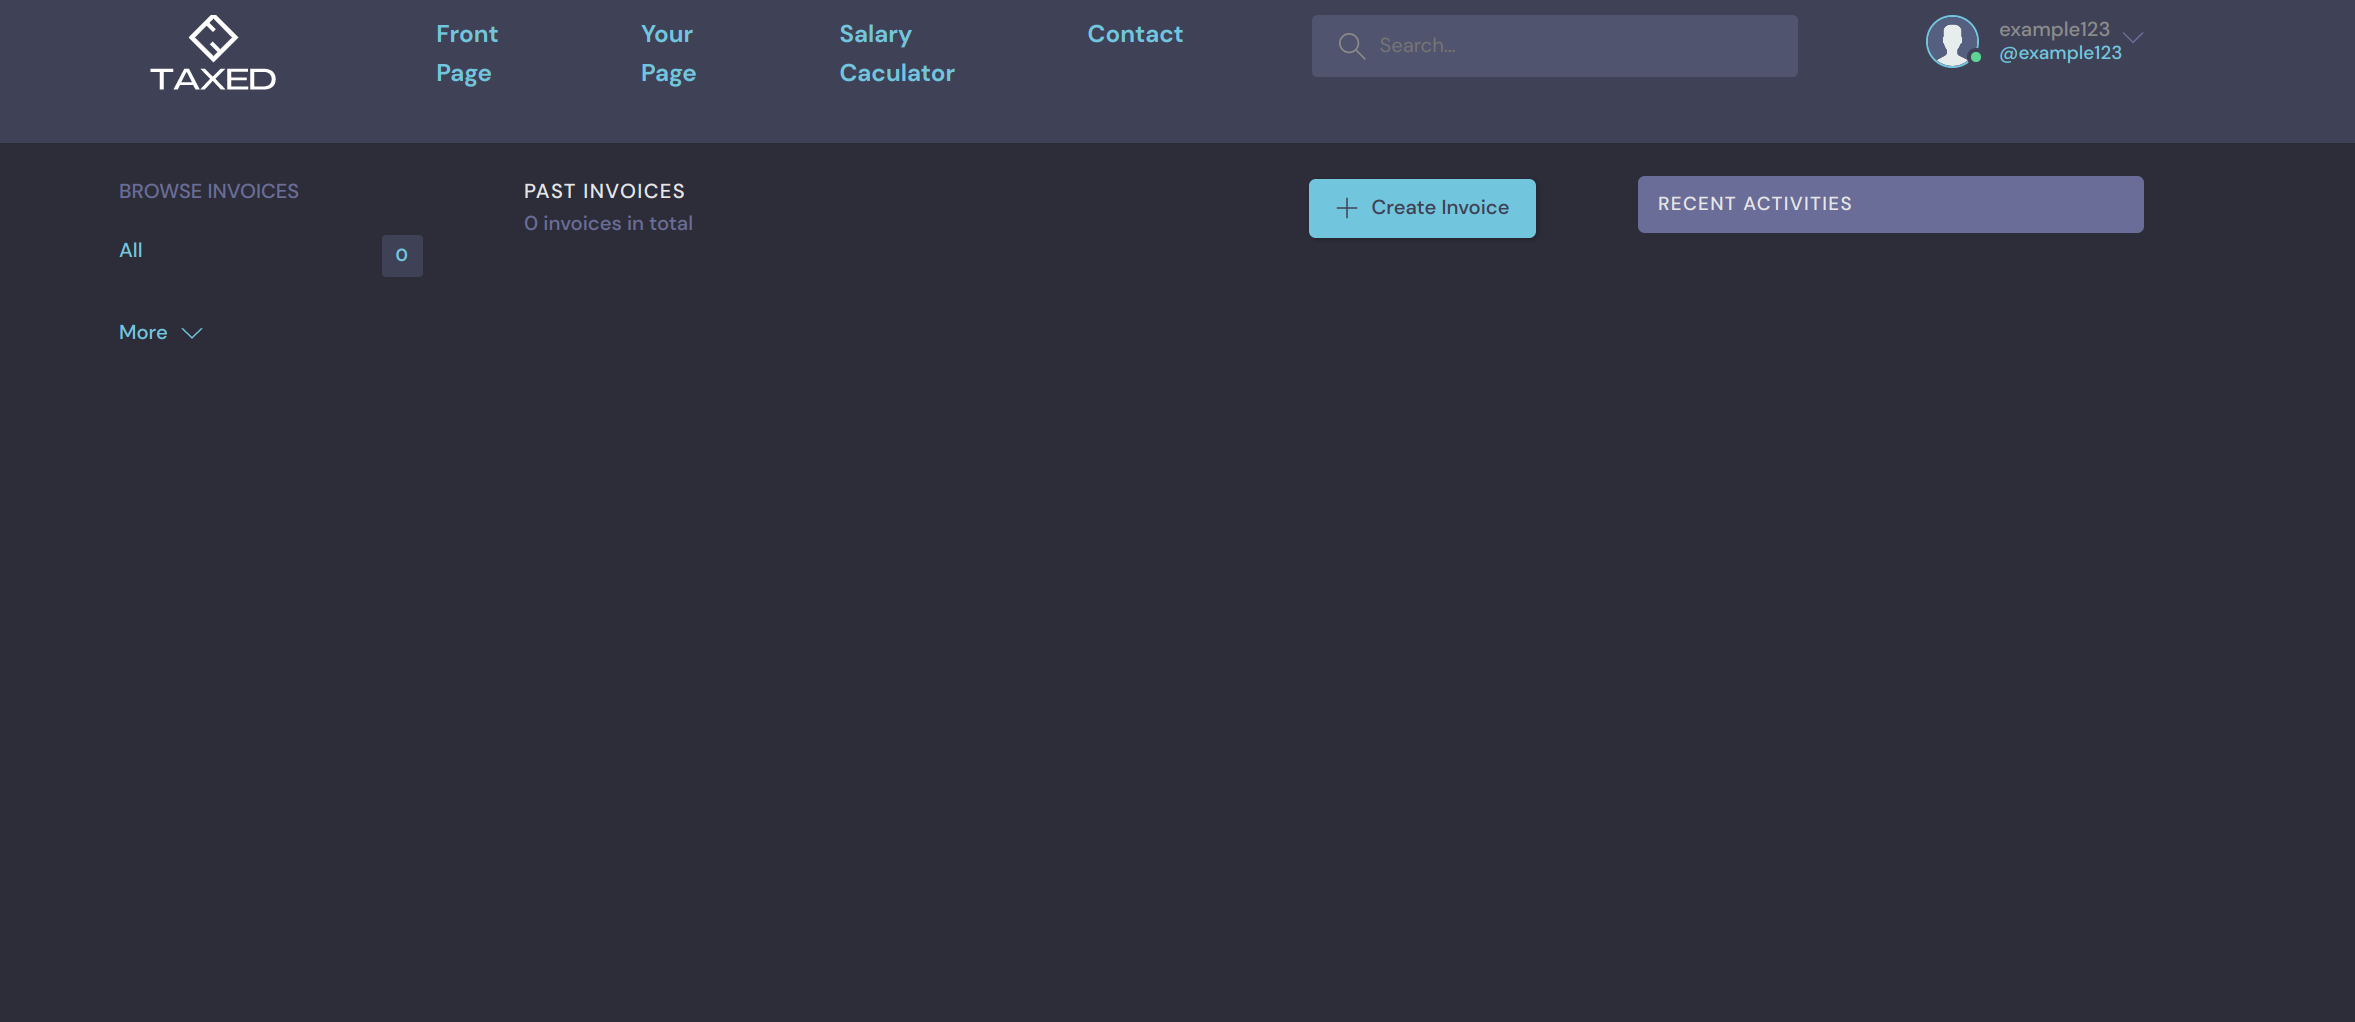 TAXED
Front
Page
Your
Page
Salary
Caculator
Contact
Search...
example123
@example123
BROWSE INVOICES
All
0
More
PAST INVOICES
0 invoices in total
Create Invoice
RECENT ACTIVITIES